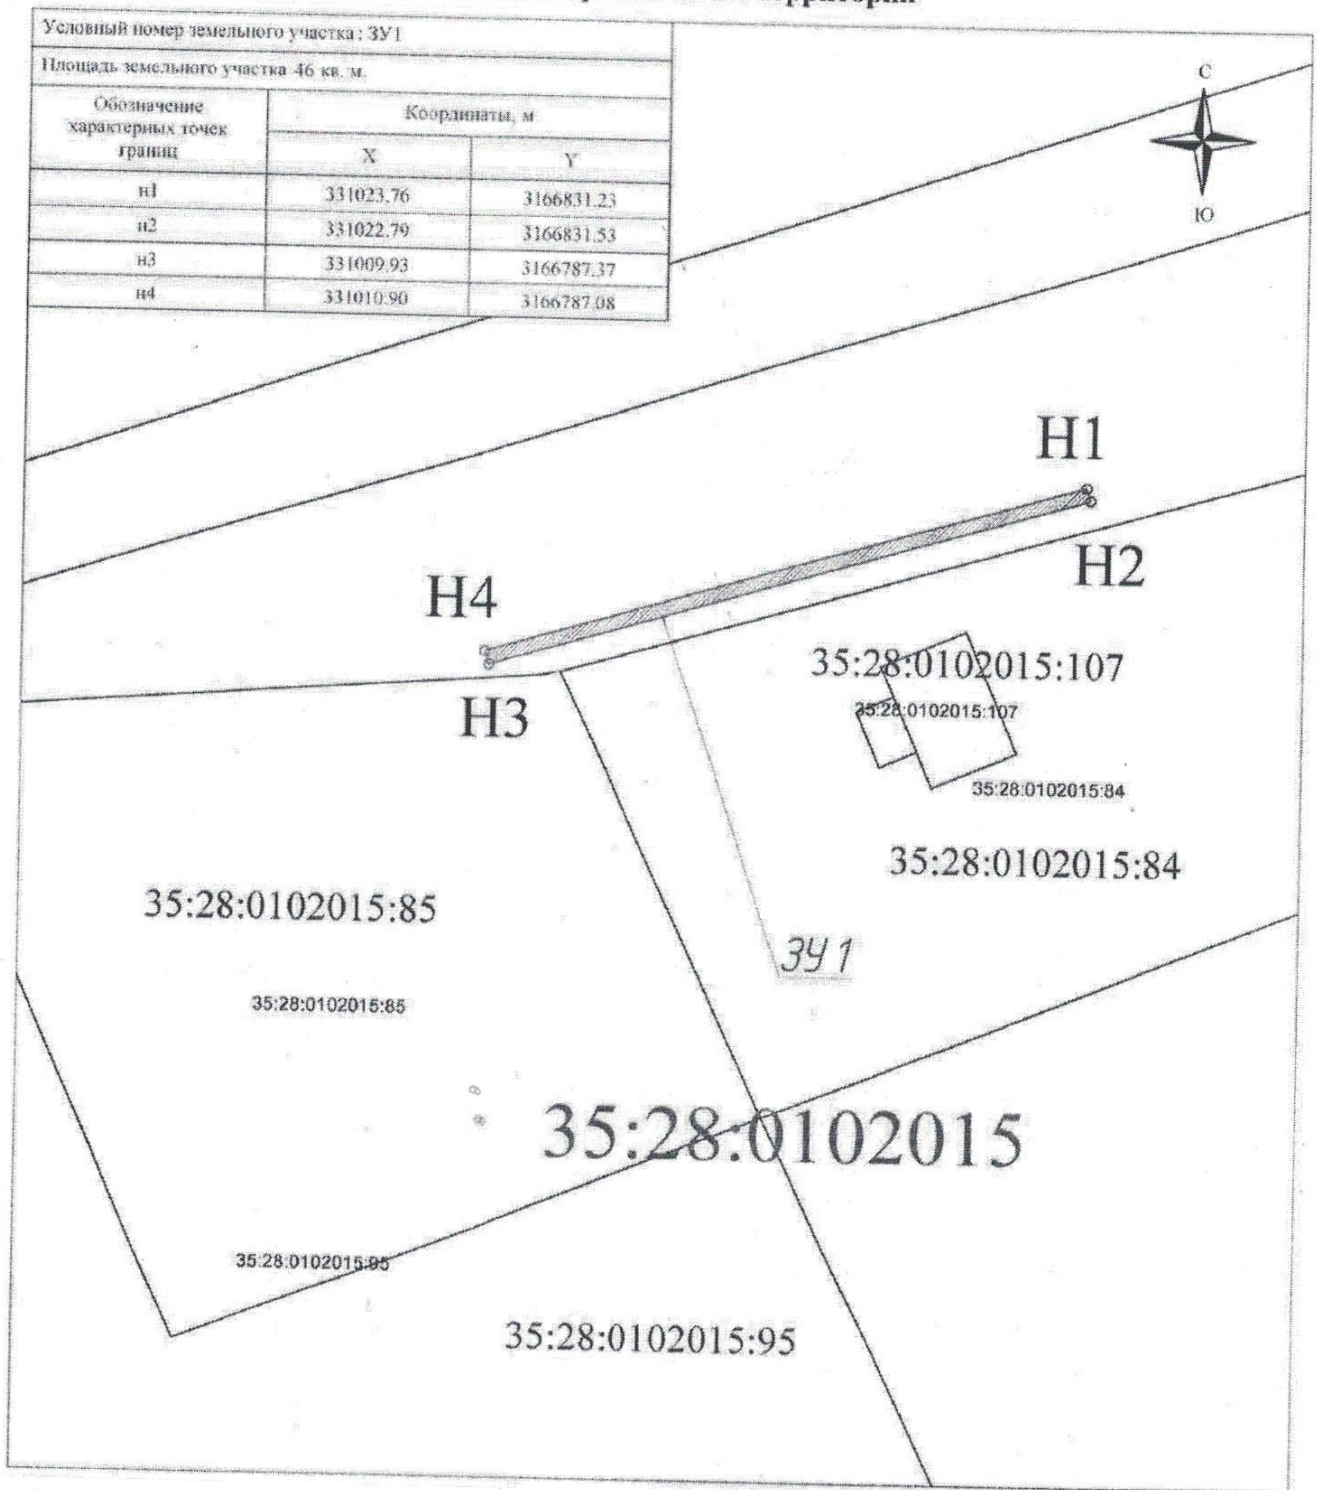 территории
Условный номер земельного участка: ЗУ1
Площадь земельного участка 46 кв. м.
Обозначение характерных точек границ
Координаты, м
X
Y
н1 331023.76 3166831.23
н2 331022.79 3166831.53
н3 331009.93 3166787.37
н4 331010.90 3166787.08
С
Ю
Н1
Н2
Н4
Н3
35:28:0102015:107
35:28:0102015:107
35:28:0102015:84
35:28:0102015:84
35:28:0102015:85
ЗУ 1
35:28:0102015:85
35:28:0102015
35:28:0102015:95
35:28:0102015:95